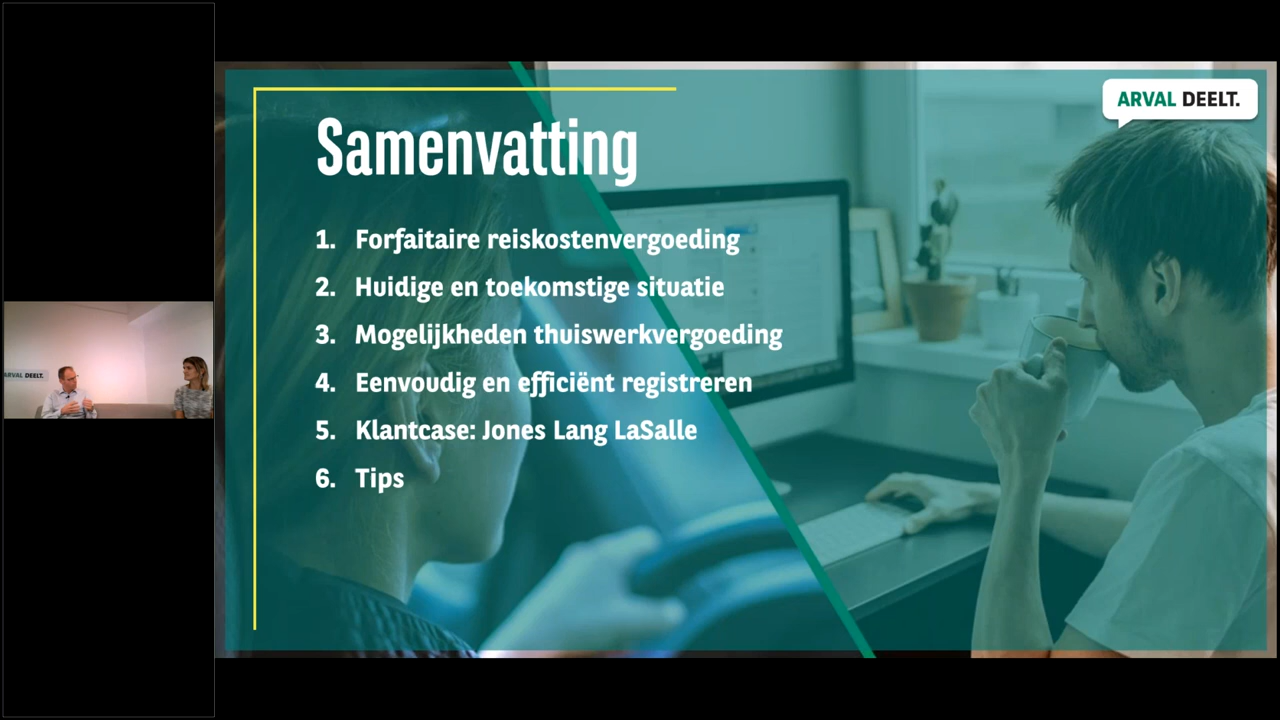 ARVAL DEELT.
Samenvatting
1. Forfaitaire reiskostenvergoeding
2. Huidige en toekomstige situatie
3. Mogelijkheden thuiswerkvergoeding
4. Eenvoudig en efficiënt registreren
5. Klantcase: Jones Lang LaSalle
6. Tips
ARVAL DEELT.